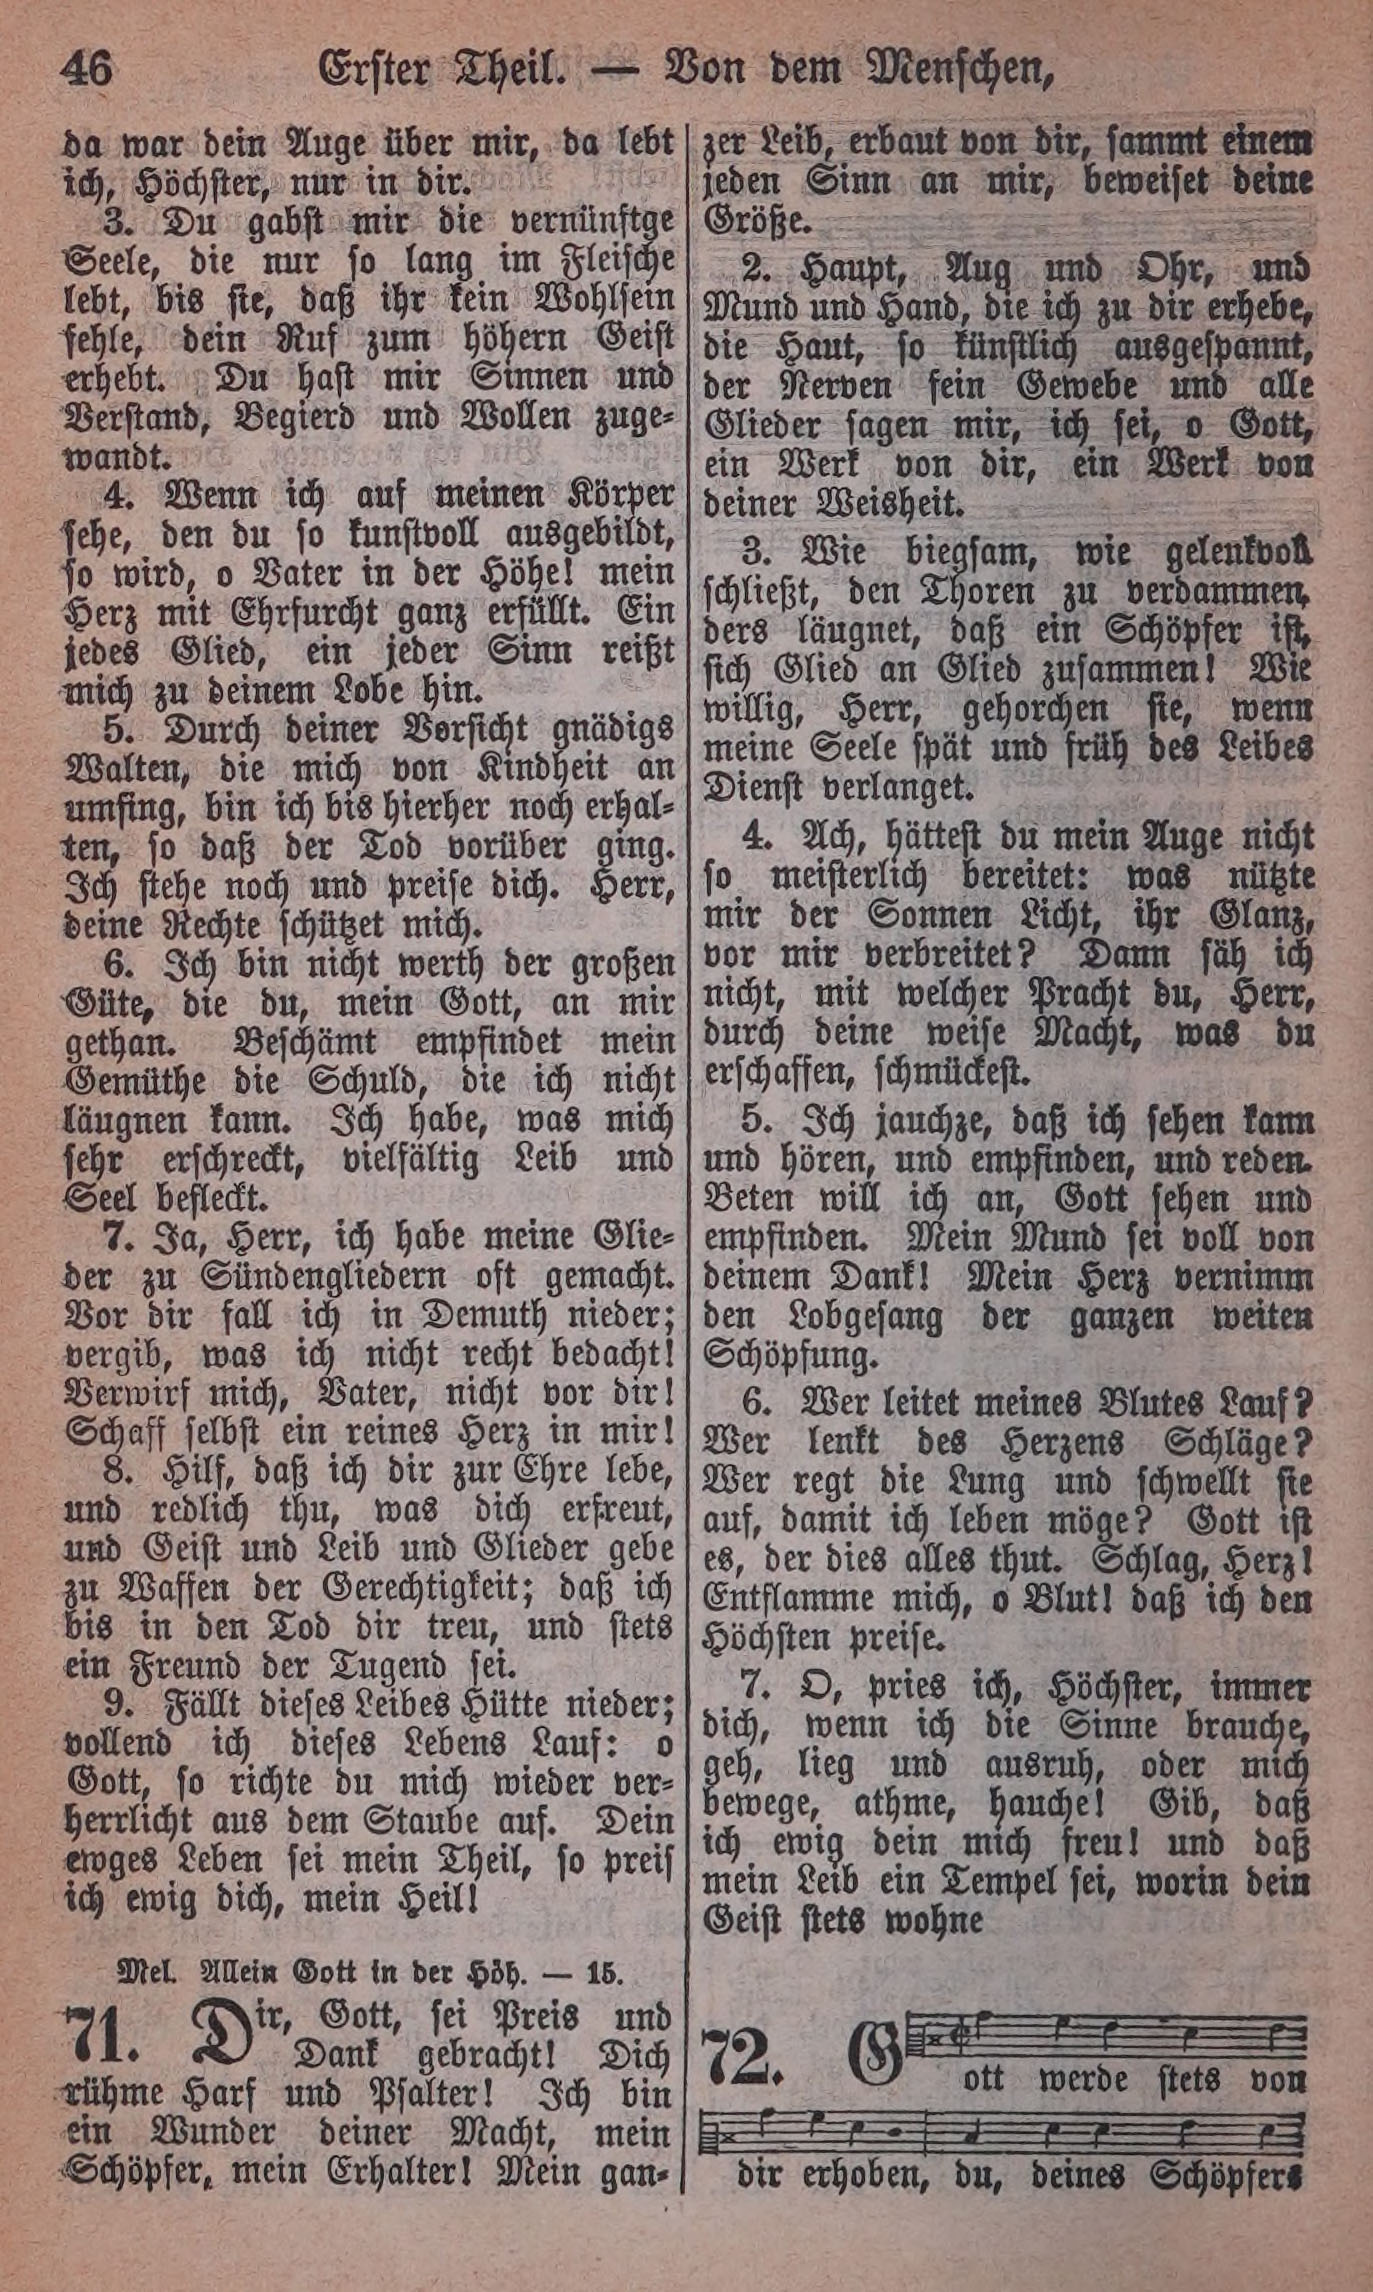 46 Erster Theil. — Von dem Menschen,
da war dein Auge über mir, da lebt
ich, Höchster, nur in dir.
3. Du gabst mir die vernünftge
Seele, die nur so lang im Fleische
lebt, bis sie, daß ihr kein Wohlsein
fehle, dein Ruf zum höhern Geist
erhebt. Du hast mir Sinnen und
Verstand, Begierd und Wollen zuge-
wandt.
4. Wenn ich auf meinen Körper
sehe, den du so kunstvoll ausgebildt,
so wird, o Vater in der Höhe! mein
Herz mit Ehrfurcht ganz erfüllt. Ein
jedes Glied, ein jeder Sinn reißt
mich zu deinem Lobe hin.
5. Durch deiner Vorsicht gnädigs
Walten, die mich von Kindheit an
umfing, bin ich bis hierher noch erhal-
ten, so daß der Tod vorüber ging.
Ich stehe noch und preise dich. Herr,
deine Rechte schützet mich.
6. Ich bin nicht werth der großen
Güte, die du, mein Gott, an mir
gethan. Beschämt empfindet mein
Gemüthe die Schuld, die ich nicht
läugnen kann. Ich habe, was mich
sehr erschreckt, vielfältig Leib und
Seel befleckt.
7. Ja, Herr, ich habe meine Glie-
der zu Sündengliedern oft gemacht.
Vor dir fall ich in Demuth nieder;
vergib, was ich nicht recht bedacht!
Verwirf mich, Vater, nicht vor dir!
Schaff selbst ein reines Herz in mir!
8. Hilf, daß ich dir zur Ehre lebe,
und redlich thu, was dich erfreut,
und Geist und Leib und Glieder gebe
zu Waffen der Gerechtigkeit; daß ich
bis in den Tod dir treu, und stets
ein Freund der Tugend sei.
9. Fällt dieses Leibes Hütte nieder;
vollend ich dieses Lebens Lauf: o
Gott, so richte du mich wieder ver-
herrlicht aus dem Staube auf. Dein
ewges Leben sei mein Theil, so preis
ich ewig dich, mein Heil!
Mel. Allein Gott in der Höh. — 15.
71. Dir, Gott, sei Preis und
Dank gebracht! Dich
rühme Harf und Psalter! Ich bin
ein Wunder deiner Macht, mein
Schöpfer, mein Erhalter! Mein gan-
zer Leib, erbaut von dir, sammt einem
jeden Sinn an mir, beweiset deine
Größe.
2. Haupt, Aug und Ohr, und
Mund und Hand, die ich zu dir erhebe,
die Haut, so künstlich ausgespannt,
der Nerven fein Gewebe und alle
Glieder sagen mir, ich sei, o Gott,
ein Werk von dir, ein Werk von
deiner Weisheit.
3. Wie biegsam, wie gelenkvoll
schließt, den Thoren zu verdammen,
ders läugnet, daß ein Schöpfer ist,
sich Glied an Glied zusammen! Wie
willig, Herr, gehorchen sie, wenn
meine Seele spät und früh des Leibes
Dienst verlanget.
4. Ach, hättest du mein Auge nicht
so meisterlich bereitet: was nützte
mir der Sonnen Licht, ihr Glanz,
vor mir verbreitet? Dann säh ich
nicht, mit welcher Pracht du, Herr,
durch deine weise Macht, was du
erschaffen, schmückest.
5. Ich jauchze, daß ich sehen kann
und hören, und empfinden, und reden.
Beten will ich an, Gott sehen und
empfinden. Mein Mund sei voll von
deinem Dank! Mein Herz vernimm
den Lobgesang der ganzen weiten
Schöpfung.
6. Wer leitet meines Blutes Lauf?
Wer lenkt des Herzens Schläge?
Wer regt die Lung und schwellt sie
auf, damit ich leben möge? Gott ist
es, der dies alles thut. Schlag, Herz!
Entflamme mich, o Blut! daß ich den
Höchsten preise.
7. O, pries ich, Höchster, immer
dich, wenn ich die Sinne brauche,
geh, lieg und ausruh, oder mich
bewege, athme, hauche! Gib, daß
ich ewig dein mich freu! und daß
mein Leib ein Tempel sei, worin dein
Geist stets wohne
72. Gott werde stets von
dir erhoben, du, deines Schöpfers